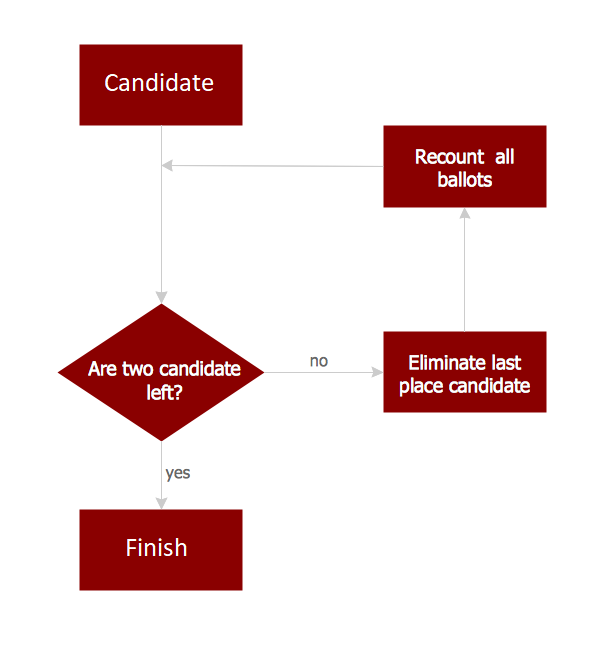 Candidate
Recount all
ballots
Are two candidate
left?
no
Eliminate last
place candidate
yes
Finish